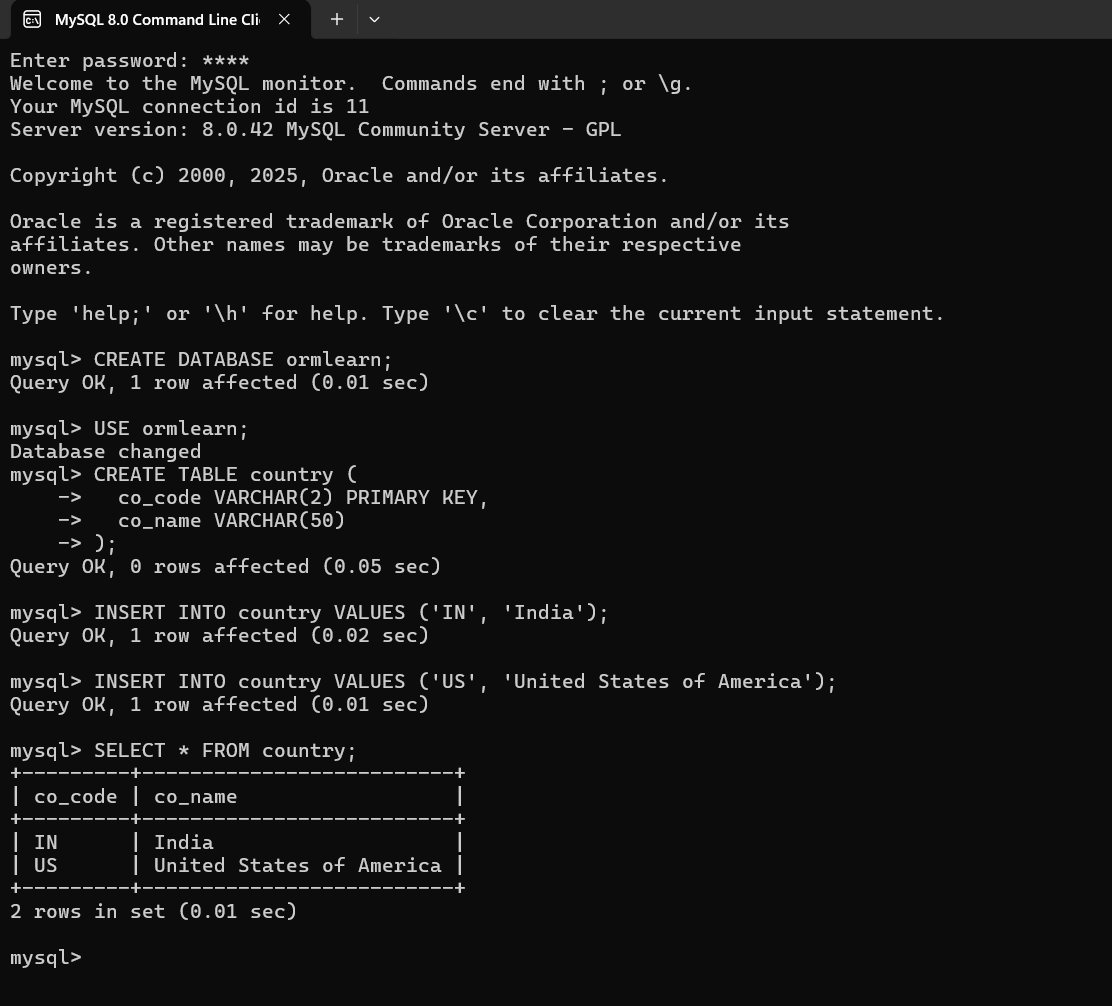 MySQL 8.0 Command Line Cli
Enter password: ****
Welcome to the MySQL monitor.  Commands end with ; or \g.
Your MySQL connection id is 11
Server version: 8.0.42 MySQL Community Server - GPL
Copyright (c) 2000, 2025, Oracle and/or its affiliates.
Oracle is a registered trademark of Oracle Corporation and/or its
affiliates. Other names may be trademarks of their respective
owners.
Type 'help;' or '\h' for help. Type '\c' to clear the current input statement.
mysql> CREATE DATABASE ormlearn;
Query OK, 1 row affected (0.01 sec)
mysql> USE ormlearn;
Database changed
mysql> CREATE TABLE country (
    ->   co_code VARCHAR(2) PRIMARY KEY,
    ->   co_name VARCHAR(50)
    -> );
Query OK, 0 rows affected (0.05 sec)
mysql> INSERT INTO country VALUES ('IN', 'India');
Query OK, 1 row affected (0.02 sec)
mysql> INSERT INTO country VALUES ('US', 'United States of America');
Query OK, 1 row affected (0.01 sec)
mysql> SELECT * FROM country;
+---------+--------------------------+
| co_code | co_name                  |
+---------+--------------------------+
| IN      | India                    |
| US      | United States of America |
+---------+--------------------------+
2 rows in set (0.01 sec)
mysql>